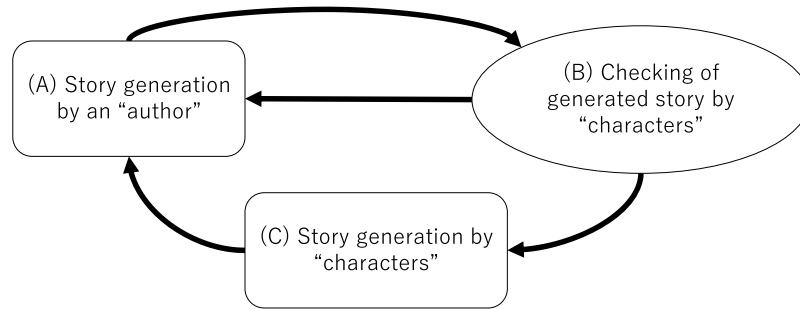 (A) Story generation
by an “author”
(B) Checking of
generated story by
“characters”
(C) Story generation by
“characters”